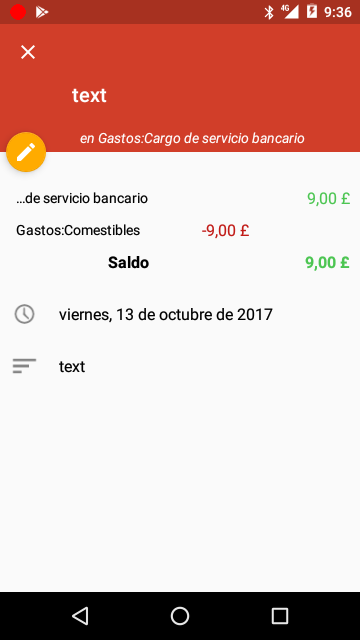 4G 9:36
text
en Gastos:Cargo de servicio bancario
…de servicio bancario 9,00 £
Gastos:Comestibles -9,00 £
Saldo 9,00 £
viernes, 13 de octubre de 2017
text